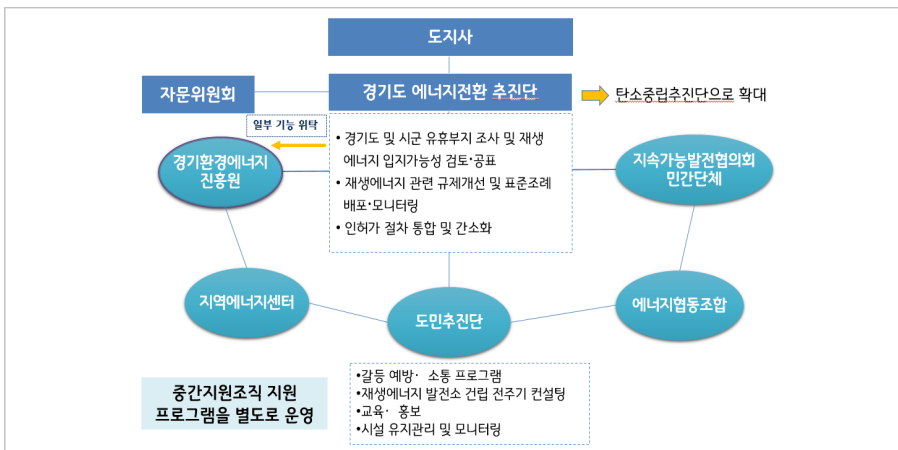 도지사
자문위원회
경기도 에너지전환 추진단
탄소중립추진단으로 확대
일부 기능 위탁
• 경기도 및 시군 유휴부지 조사 및 재생
에너지 입지가능성 검토·공표
• 재생에너지 관련 규제개선 및 표준조례
배포·모니터링
• 인허가 절차 통합 및 간소화
경기환경에너지
진흥원
지속가능발전협의회
민간단체
지역에너지센터
도민추진단
에너지협동조합
중간지원조직 지원
프로그램을 별도로 운영
•갈등 예방· 소통 프로그램
•재생에너지 발전소 건립 전주기 컨설팅
•교육· 홍보
•시설 유지관리 및 모니터링